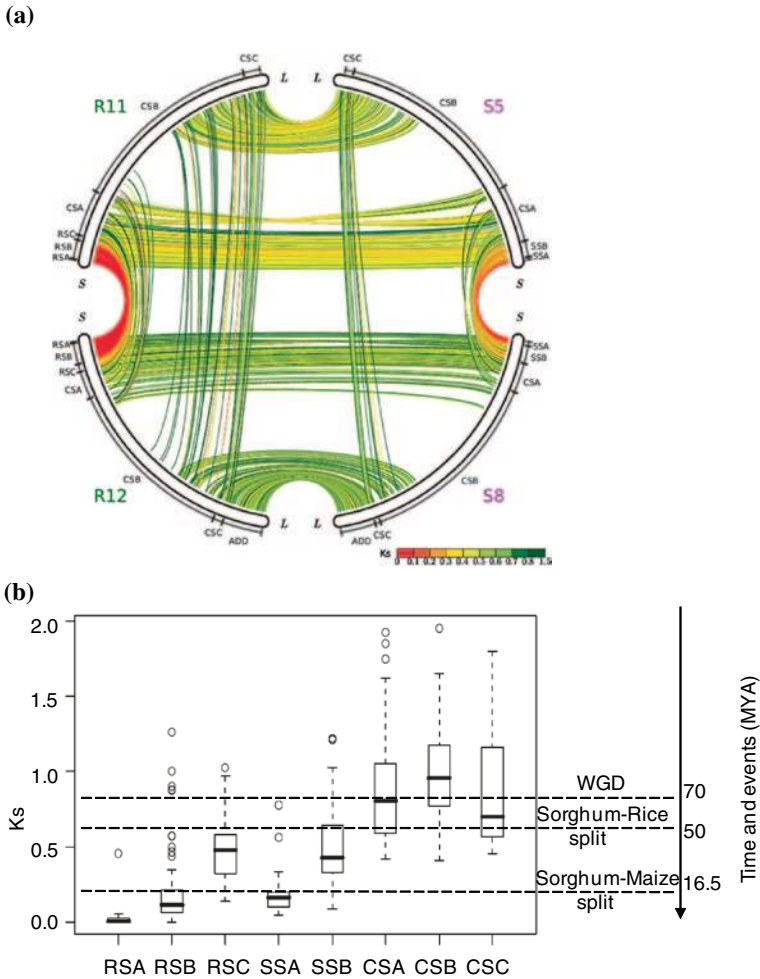 (a)
CSC L L CSC
R11 CSB CSB S5
CSA CSA
RSC
RSB SSB
RSA SSA
S S
S S
RSA SSA
RSB SSB
RSC
CSA CSA
CSB CSB
R12 S8
CSC L L CSC
ADD ADD
Ks
0 0.1 0.2 0.3 0.4 0.5 0.6 0.7 0.8 1.5
(b)
2.0
1.5
1.0
0.5
0.0
Ks
WGD
70
Sorghum-Rice
split
50
Sorghum-Maize
split
16.5
Time and events (MYA)
RSA RSB RSC SSA SSB CSA CSB CSC